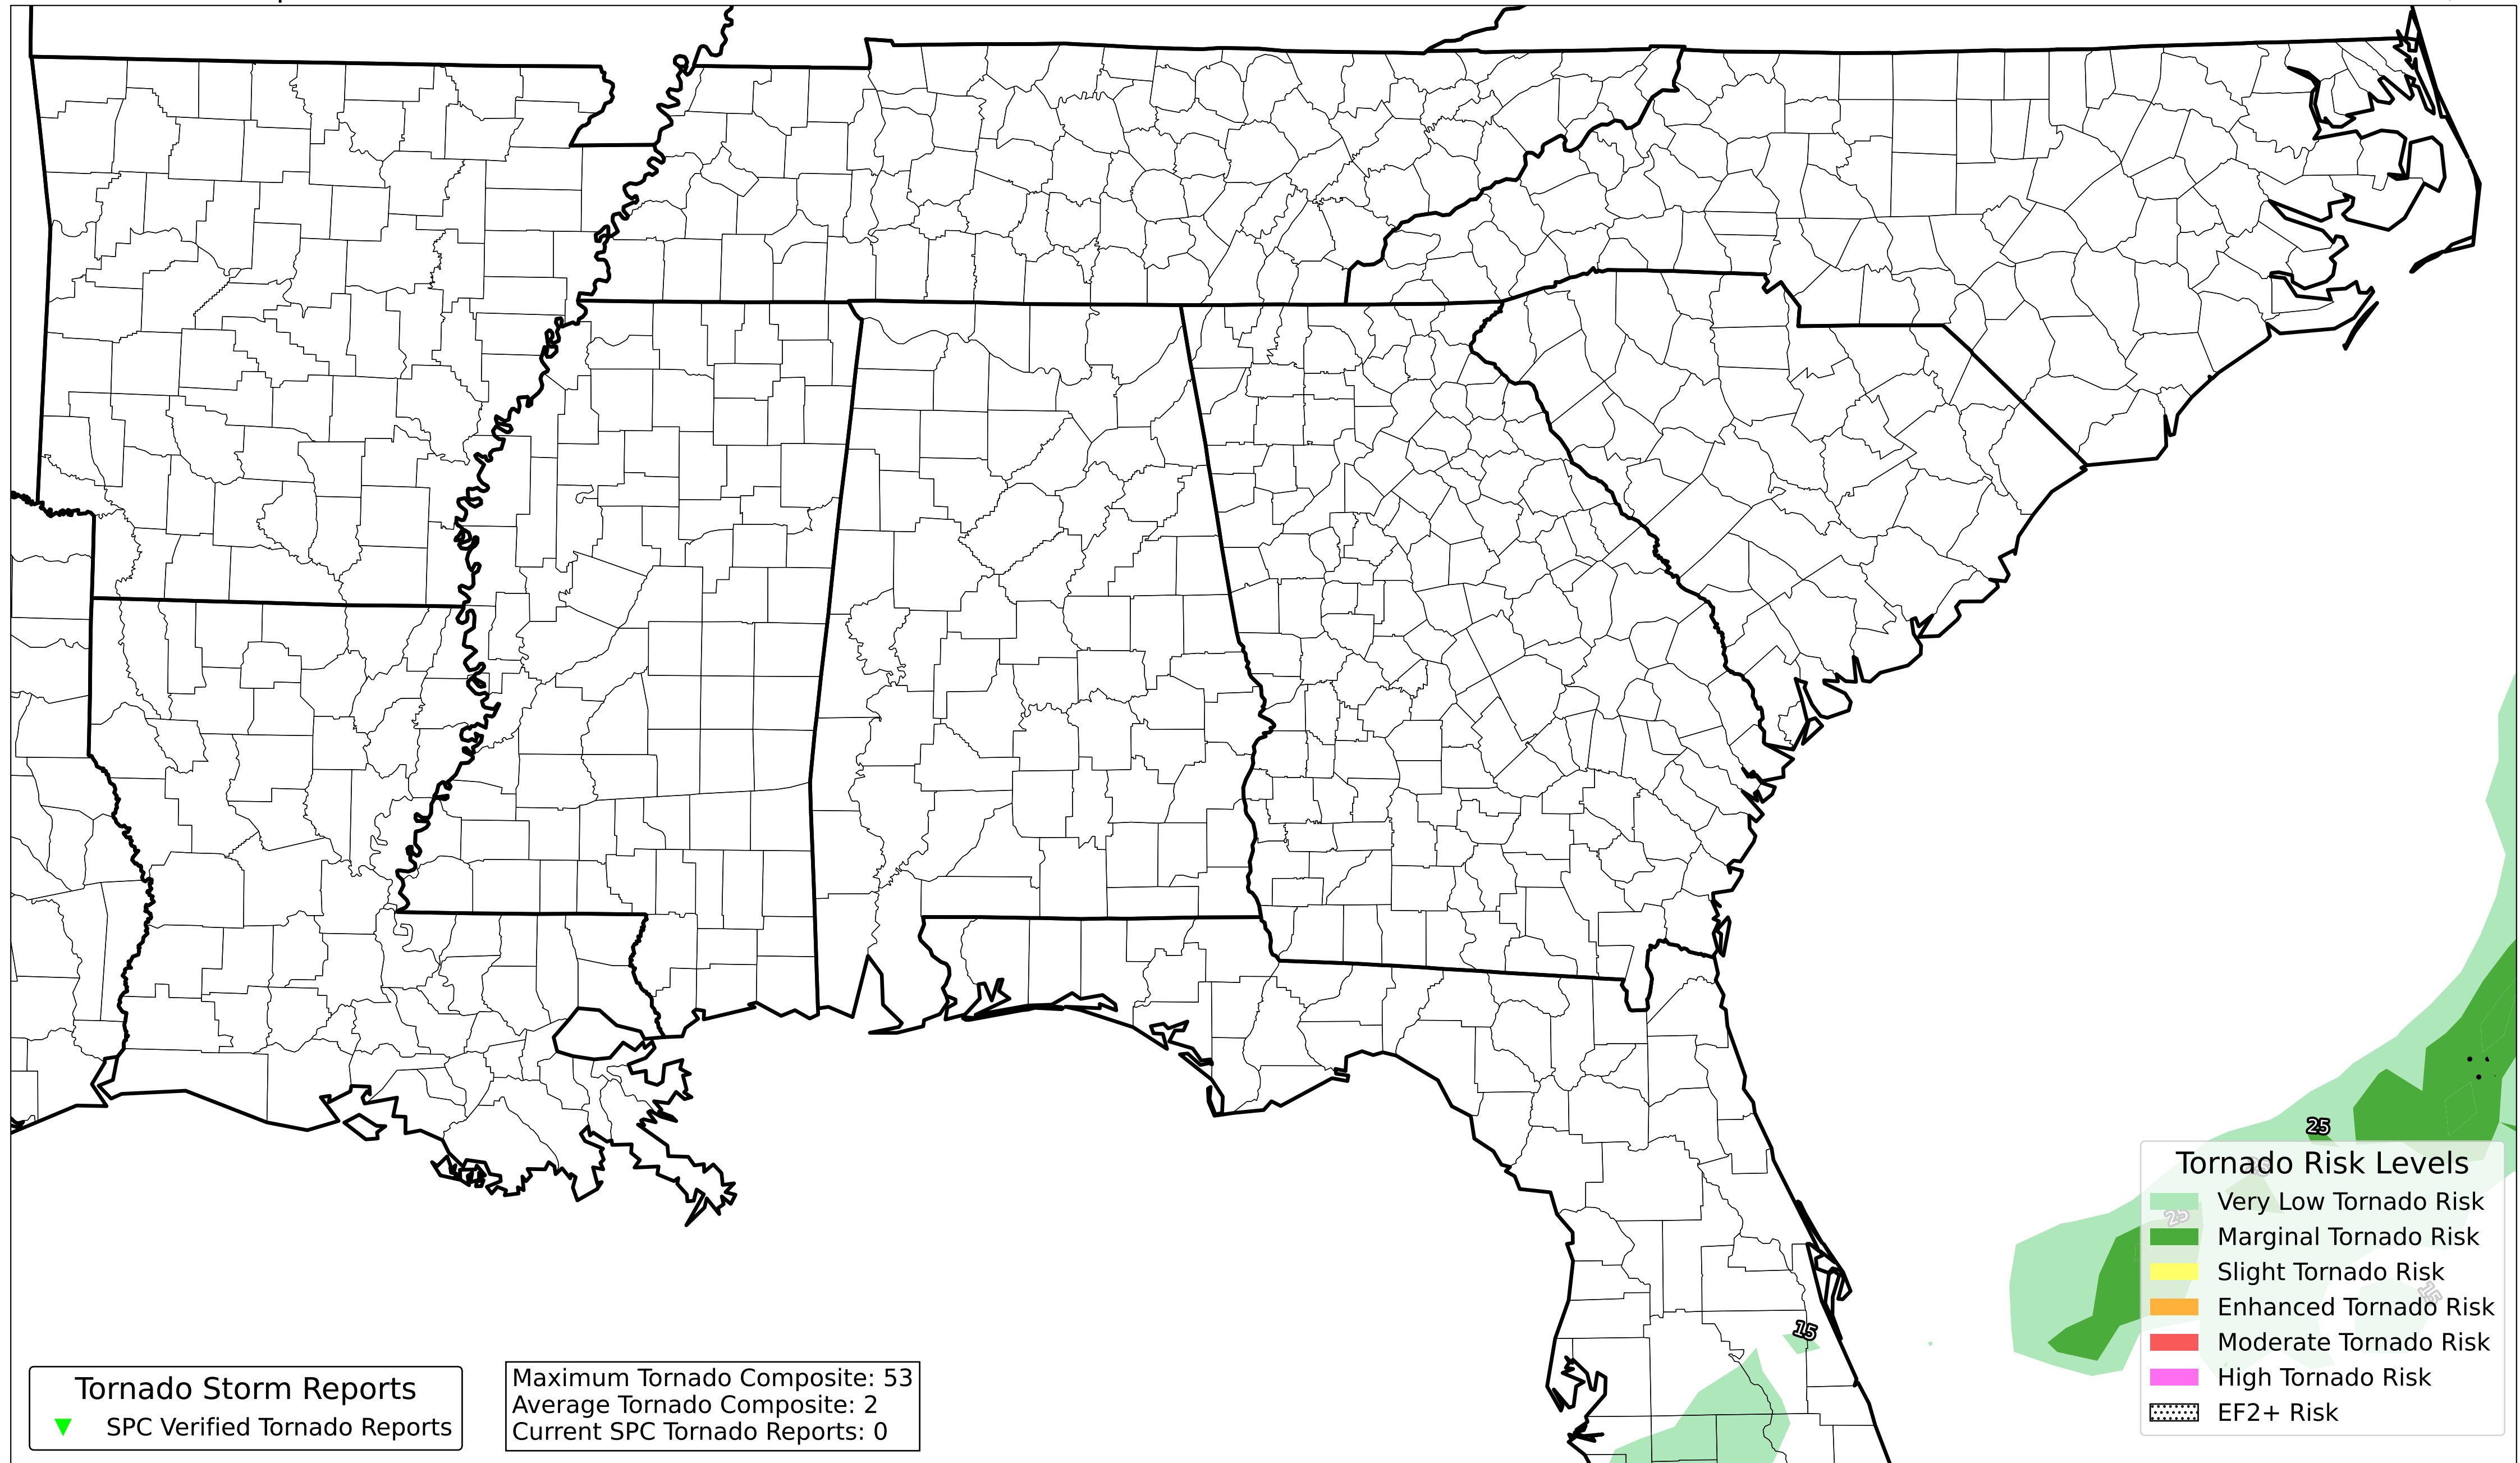 25
25
15
15
Tornado Risk Levels
Very Low Tornado Risk
Marginal Tornado Risk
Slight Tornado Risk
Enhanced Tornado Risk
Moderate Tornado Risk
High Tornado Risk
EF2+ Risk
Tornado Storm Reports
SPC Verified Tornado Reports
Maximum Tornado Composite: 53
Average Tornado Composite: 2
Current SPC Tornado Reports: 0